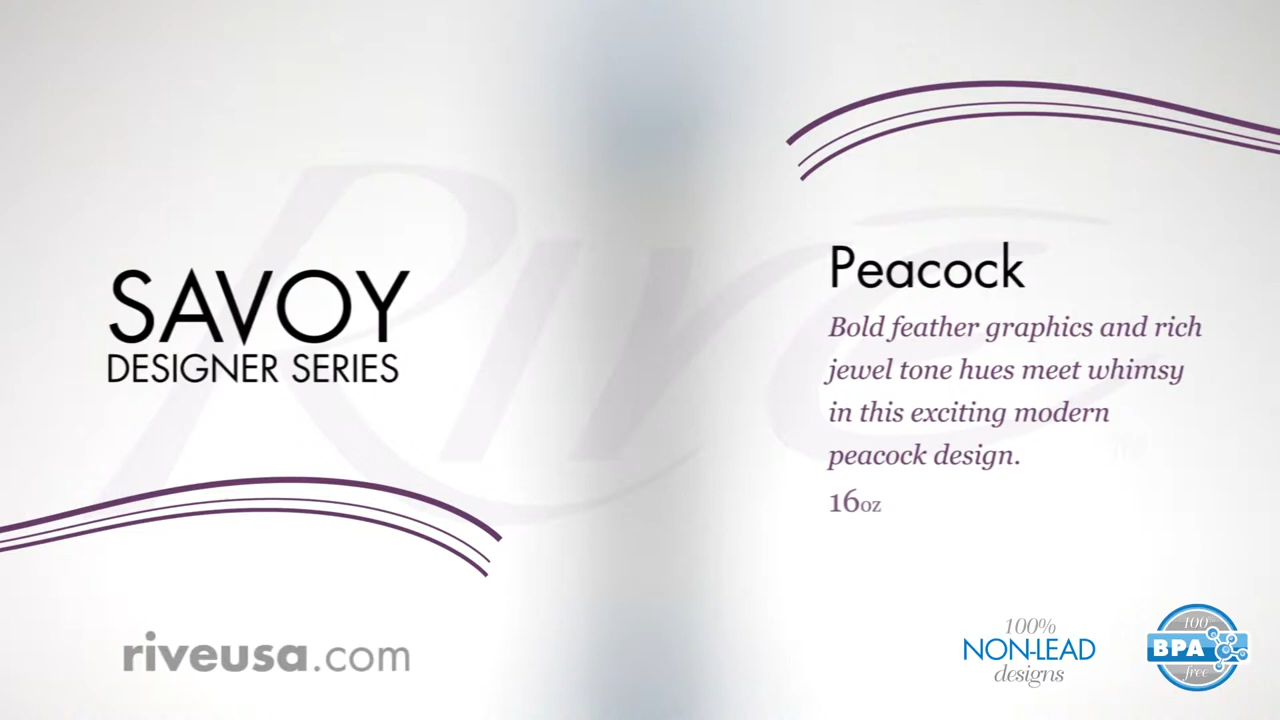 Rive
SAVOY
DESIGNER SERIES
riveusa.com
Peacock
Bold feather graphics and rich
jewel tone hues meet whimsy
in this exciting modern
peacock design.
16oz
100%
NON-LEAD
designs
100
BPA
free